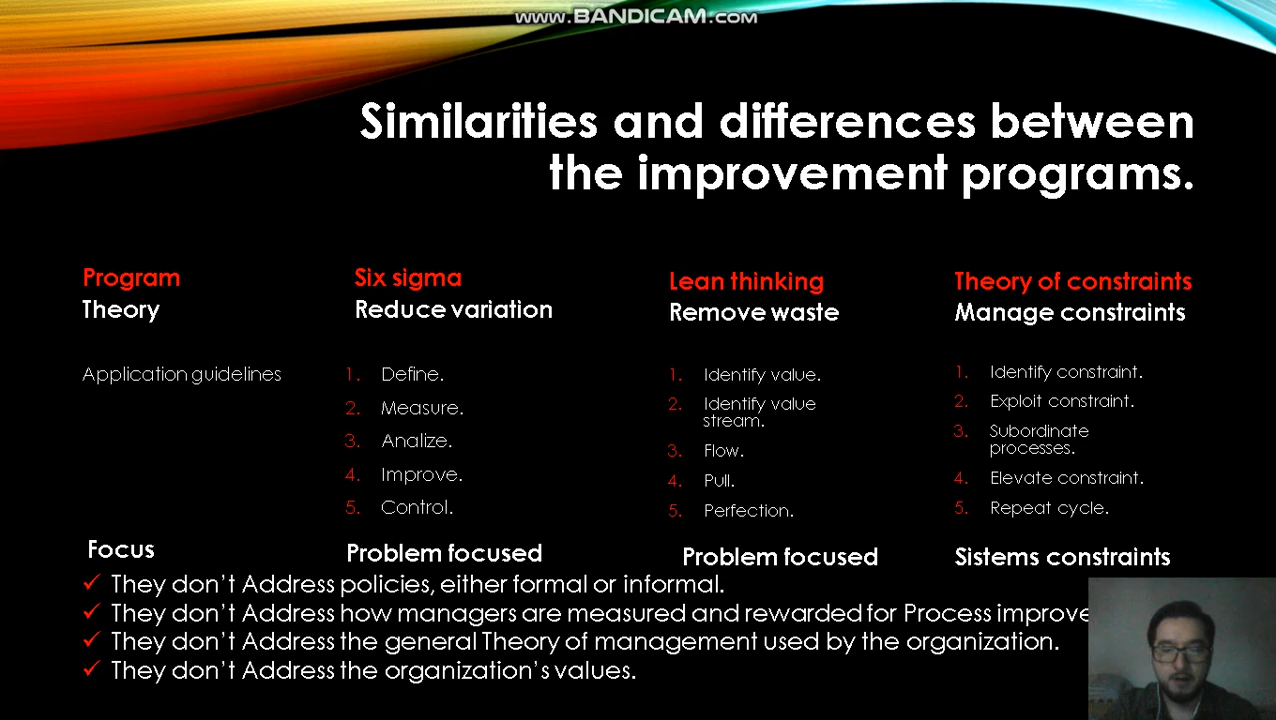 www.BANDICAM.com
Similarities and differences between
the improvement programs.
Program
Theory
Application guidelines
Six sigma
Reduce variation
1. Define.
2. Measure.
3. Analize.
4. Improve.
5. Control.
Lean thinking
Remove waste
1. Identify value.
2. Identify value
stream.
3. Flow.
4. Pull.
5. Perfection.
Theory of constraints
Manage constraints
1. Identify constraint.
2. Exploit constraint.
3. Subordinate
processes.
4. Elevate constraint.
5. Repeat cycle.
Focus
Problem focused
Problem focused
Sistems constraints
✓ They don't Address policies, either formal or informal.
✓ They don't Address how managers are measured and rewarded for Process improve
✓ They don't Address the general Theory of management used by the organization.
✓ They don't Address the organization's values.